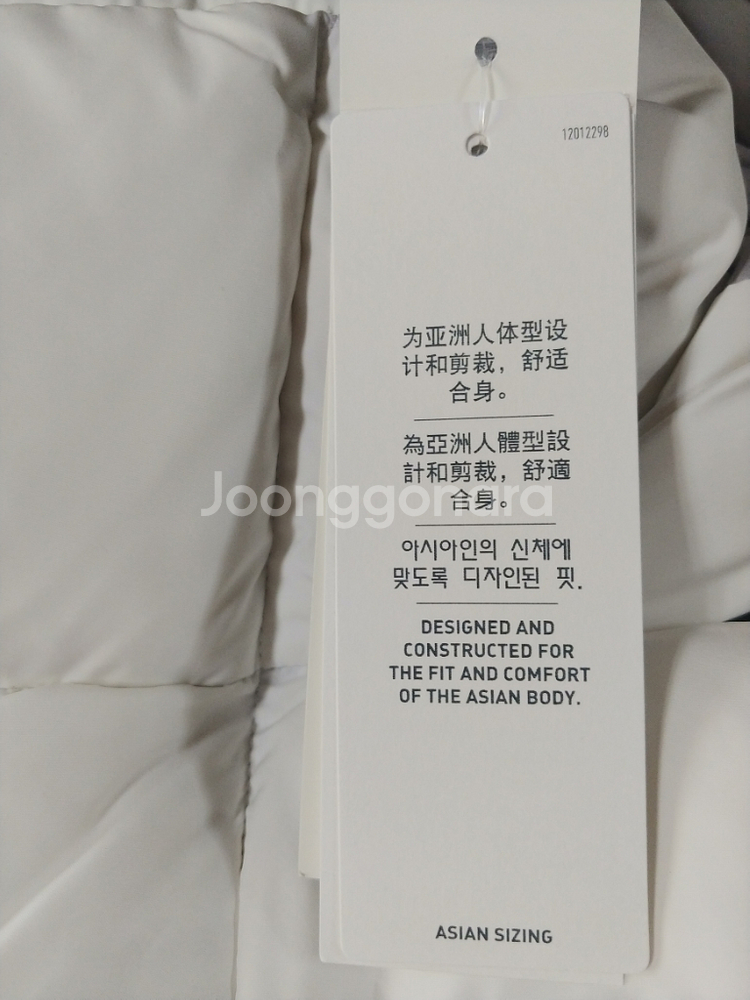 12012298
为亚洲人体型设
计和剪裁，舒适
合身。
為亞洲人體型設
計和剪裁，舒適
合身。
Joonggonara
아시아인의 신체에
맞도록 디자인된 핏.
DESIGNED AND
CONSTRUCTED FOR
THE FIT AND COMFORT
OF THE ASIAN BODY.
ASIAN SIZING